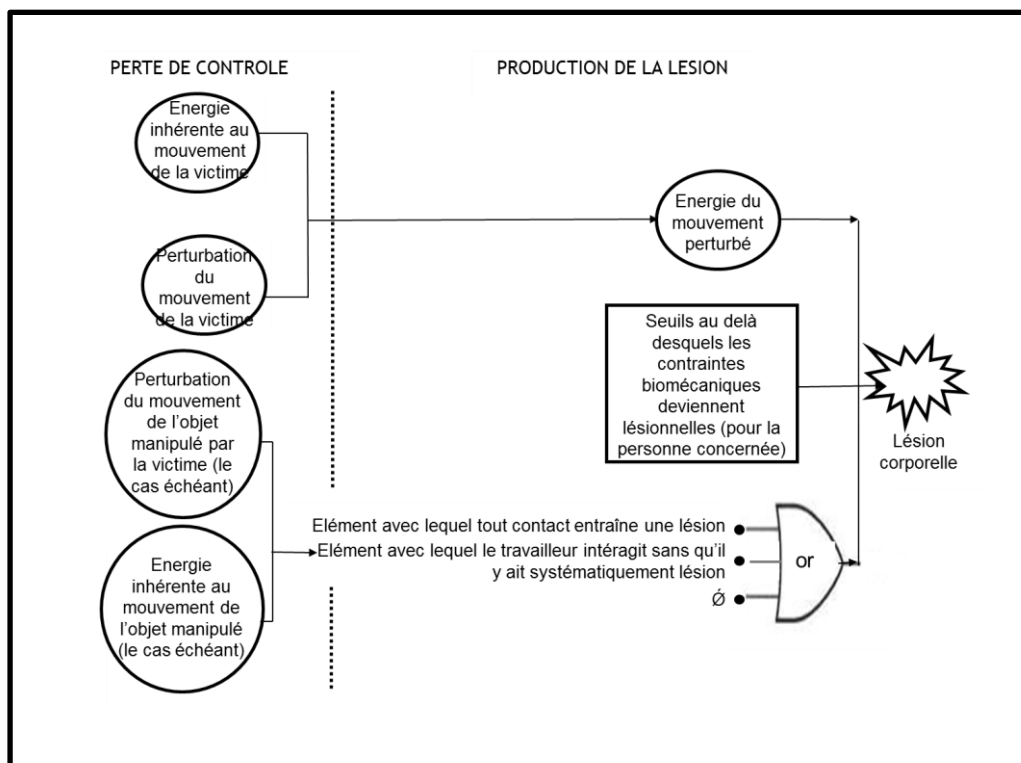 PERTE DE CONTROLE
PRODUCTION DE LA LESION
Energie
inhérente au
mouvement
de la victime
Energie du
mouvement
perturbé
Perturbation
du
mouvement
de la victime
Seuils au delà
desquels les
contraintes
biomécaniques
deviennent
lésionnelles (pour la
personne concernée)
Perturbation
du mouvement
de l’objet
manipulé par
la victime (le
cas échéant)
Lésion
corporelle
Elément avec lequel tout contact entraîne une lésion
Elément avec lequel le travailleur intéragit sans qu’il
y ait systématiquement lésion
Ǿ
or
Energie
inhérente au
mouvement de
l’objet manipulé
(le cas échéant)